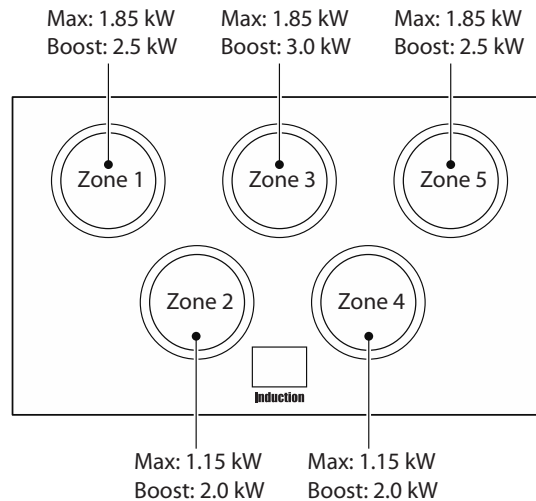 Max: 1.85 kW
Boost: 2.5 kW
Max: 1.85 kW
Boost: 3.0 kW
Max: 1.85 kW
Boost: 2.5 kW
Zone 1
Zone 3
Zone 5
Zone 2
Zone 4
Induction
Max: 1.15 kW
Boost: 2.0 kW
Max: 1.15 kW
Boost: 2.0 kW